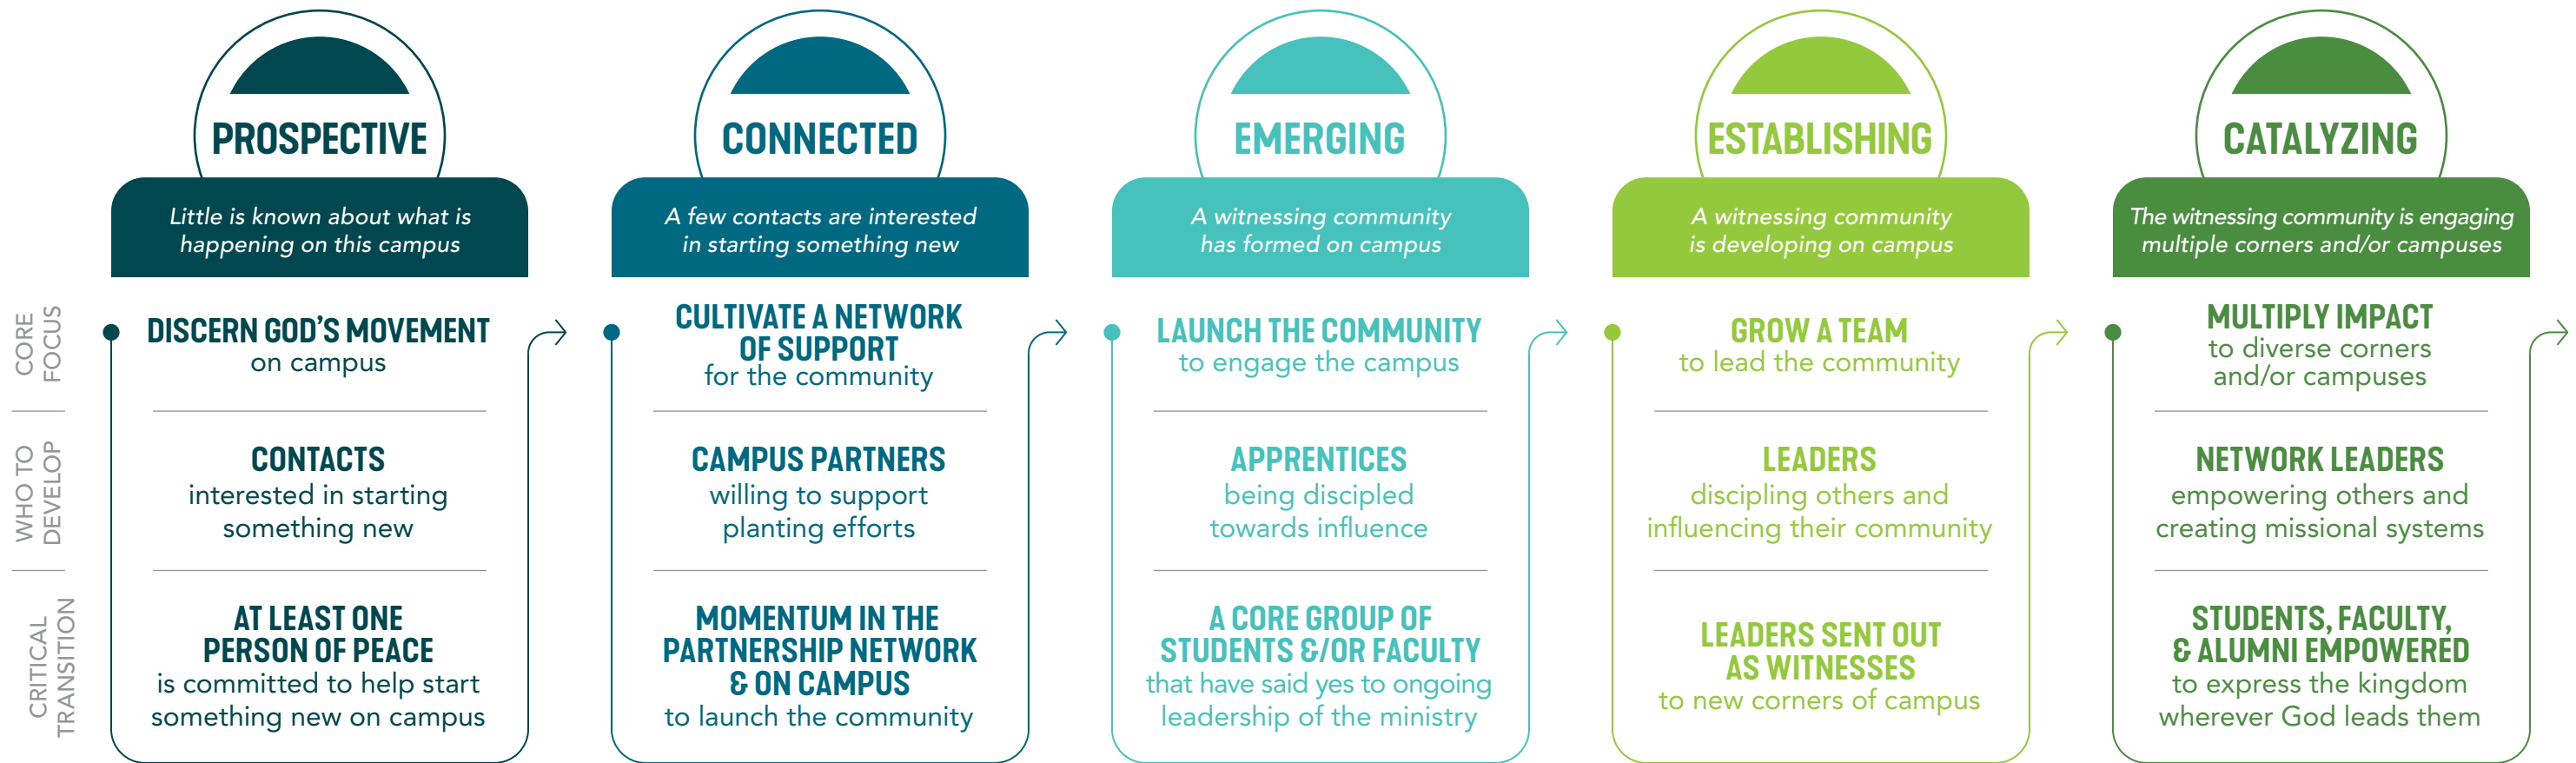 PROSPECTIVE
Little is known about what is
happening on this campus
CONNECTED
A few contacts are interested
in starting something new
EMERGING
A witnessing community
has formed on campus
ESTABLISHING
A witnessing community
is developing on campus
CATALYZING
The witnessing community is engaging
multiple corners and/or campuses
CORE
FOCUS
DISCERN GOD'S MOVEMENT
on campus
CULTIVATE A NETWORK
OF SUPPORT
for the community
LAUNCH THE COMMUNITY
to engage the campus
GROW A TEAM
to lead the community
MULTIPLY IMPACT
to diverse corners
and/or campuses
WHO TO
DEVELOP
CONTACTS
interested in starting
something new
CAMPUS PARTNERS
willing to support
planting efforts
APPRENTICES
being discipled
towards influence
LEADERS
discipling others and
influencing their community
NETWORK LEADERS
empowering others and
creating missional systems
CRITICAL
TRANSITION
AT LEAST ONE
PERSON OF PEACE
is committed to help start
something new on campus
MOMENTUM IN THE
PARTNERSHIP NETWORK
& ON CAMPUS
to launch the community
A CORE GROUP OF
STUDENTS &/OR FACULTY
that have said yes to ongoing
leadership of the ministry
LEADERS SENT OUT
AS WITNESSES
to new corners of campus
STUDENTS, FACULTY,
& ALUMNI EMPOWERED
to express the kingdom
wherever God leads them